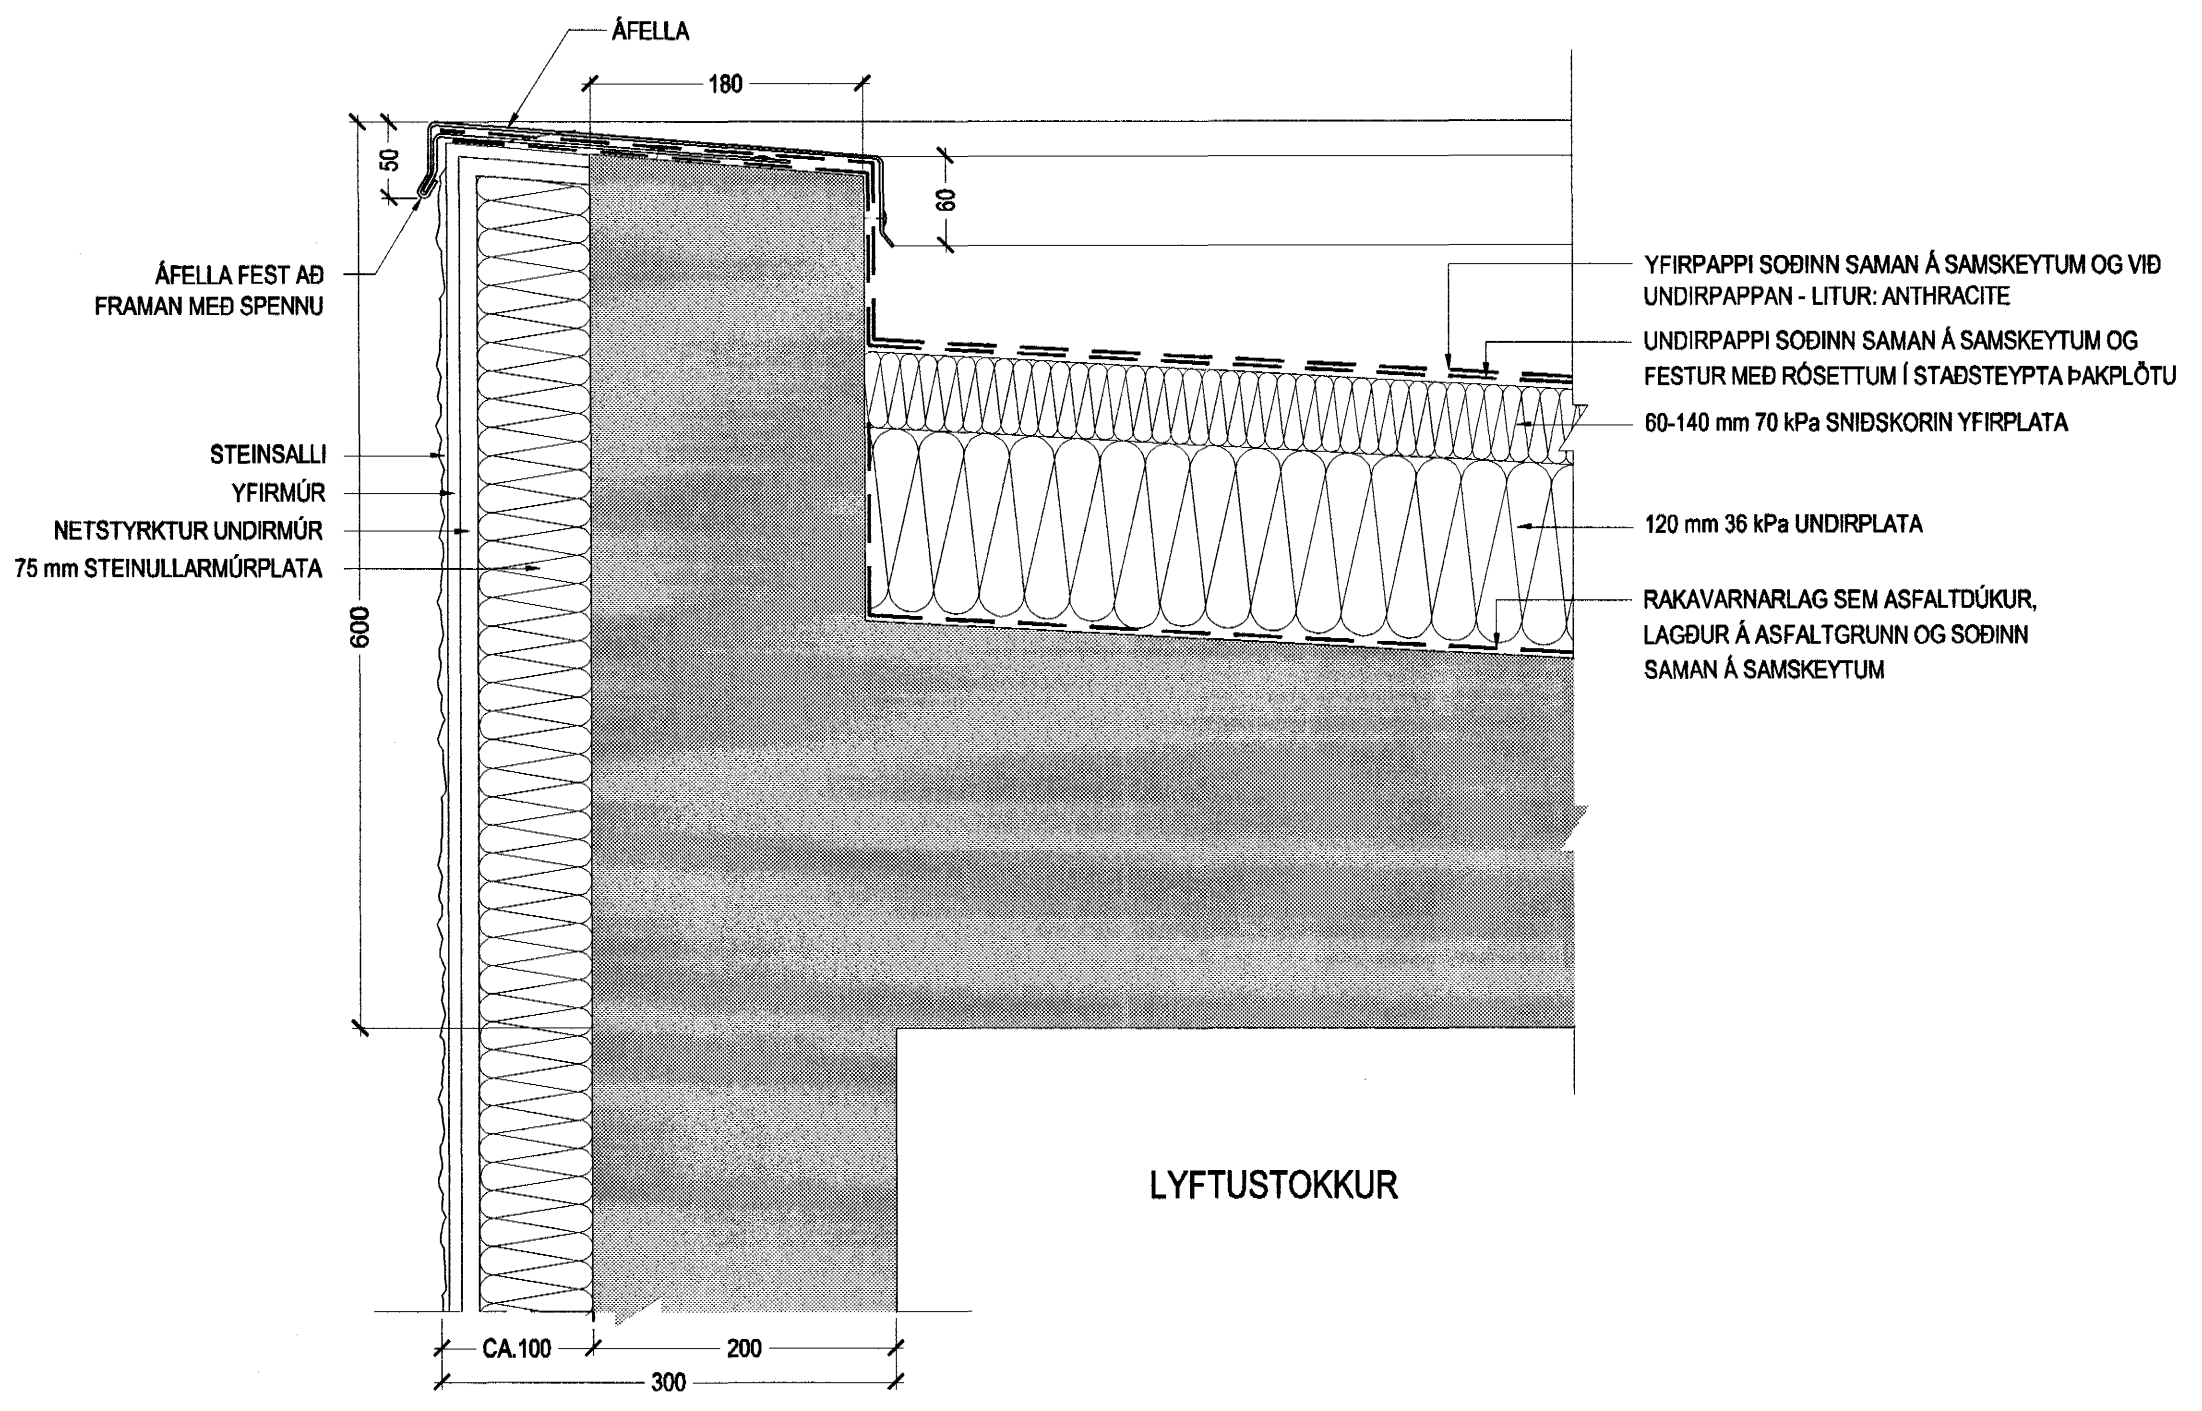 ÁFELLA
180
50
60
ÁFELLA FEST AÐ
FRAMAN MEÐ SPENNU
YFIRPAPPI SOÐINN SAMAN Á SAMSKEYTUM OG VIÐ
UNDIRPAPPAN - LITUR: ANTHRACITE
UNDIRPAPPI SOÐINN SAMAN Á SAMSKEYTUM OG
FESTUR MEÐ RÓSETTUM Í STAÐSTEYPTA ÞAKPLÖTU
60-140 mm 70 kPa SNIÐSKORIN YFIRPLATA
STEINSALLI
YFIRMÚR
NETSTYRKTUR UNDIRMÚR
75 mm STEINULLARMÚRPLATA
120 mm 36 kPa UNDIRPLATA
600
RAKAVARNARLAG SEM ASFALTDÚKUR,
LAGÐUR Á ASFALTGRUNN OG SOÐINN
SAMAN Á SAMSKEYTUM
LYFTUSTOKKUR
CA.100
200
300